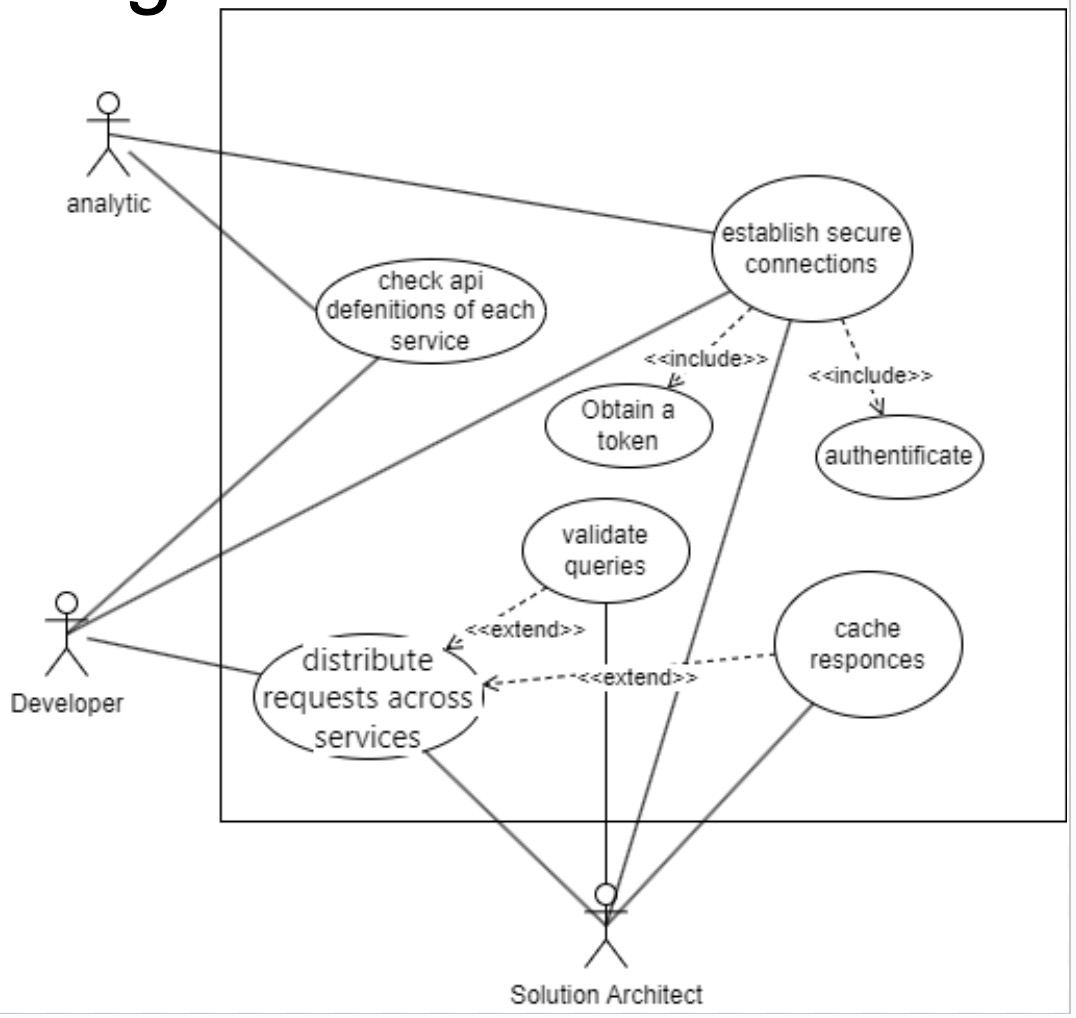 analytic
establish secure
connections
check api
defenitions of each
service
<<include>>
<<include>>
Obtain a
token
authentificate
validate
queries
<<extend>>
cache
responces
distribute
requests across
services
<<extend>>
Developer
Solution Architect